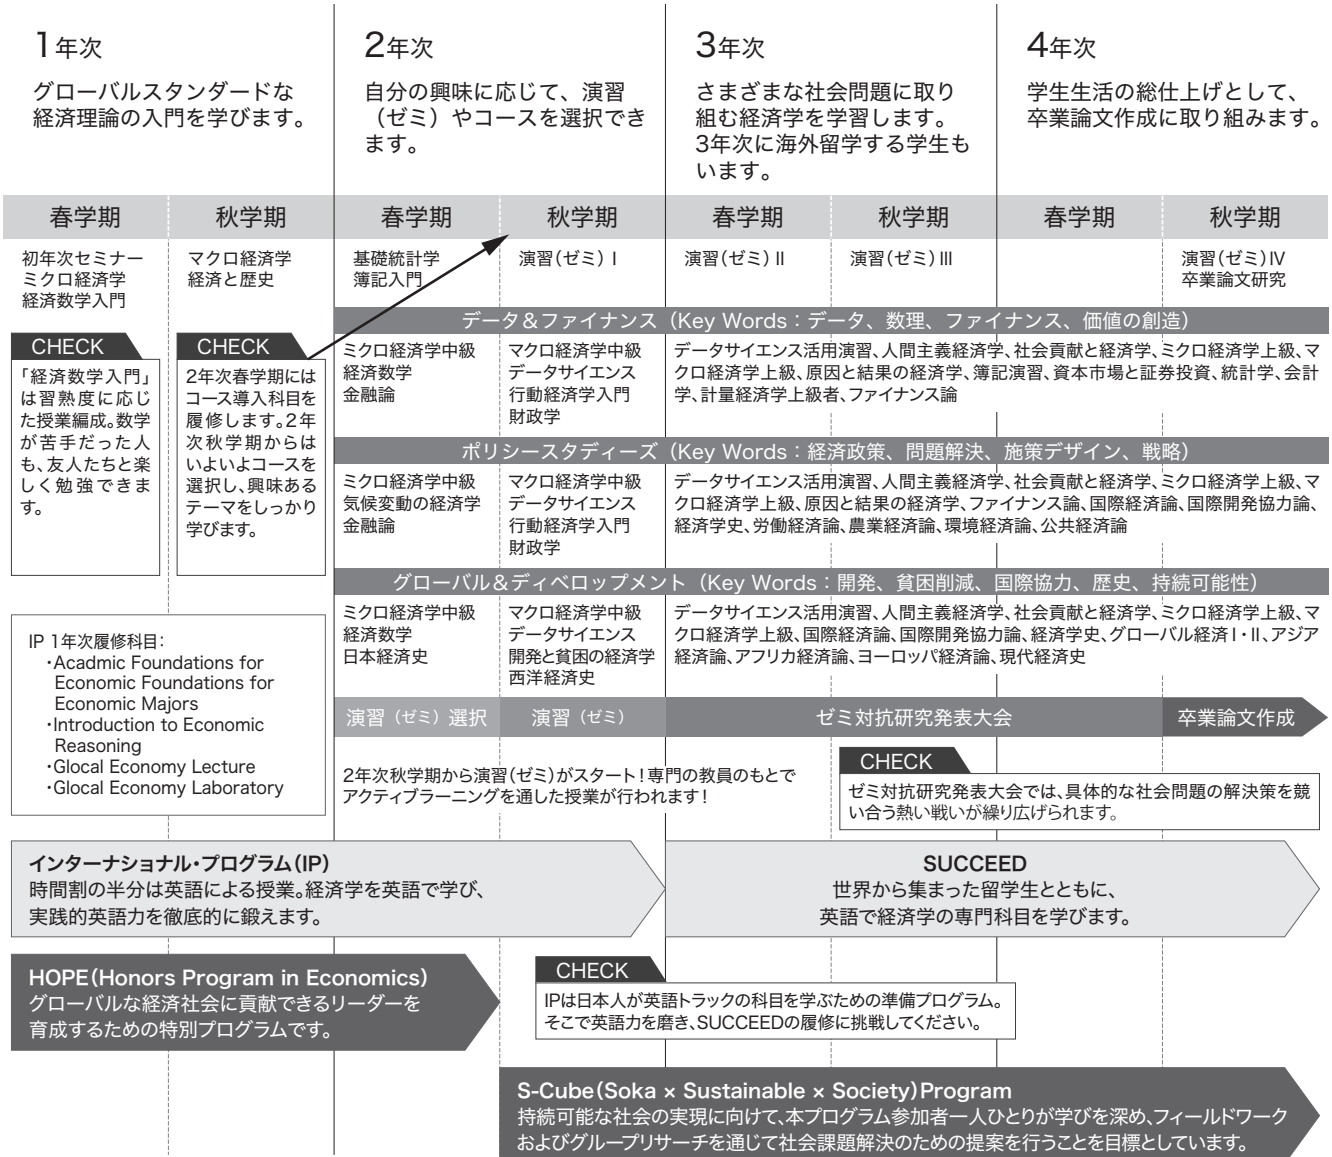 1年次
グローバルスタンダードな
経済理論の入門を学びます。
2年次
自分の興味に応じて、演習
（ゼミ）やコースを選択でき
ます。
3年次
さまざまな社会問題に取り
組む経済学を学習します。
3年次に海外留学する学生も
います。
4年次
学生生活の総仕上げとして、
卒業論文作成に取り組みます。
春学期
秋学期
春学期
秋学期
春学期
秋学期
春学期
秋学期
初年次セミナー
ミクロ経済学
経済数学入門
マクロ経済学
経済と歴史
基礎統計学
簿記入門
演習（ゼミ）I
演習（ゼミ）II
演習（ゼミ）III
演習（ゼミ）IV
卒業論文研究
CHECK
「経済数学入門」
は習熟度に応じ
た授業編成。数学
が苦手だった人
も、友人たちと楽
しく勉強できま
す。
CHECK
2年次春学期には
コース導入科目を
履修します。2年
次秋学期からは
いよいよコースを
選択し、興味ある
テーマをしっかり
学びます。
データ＆ファイナンス（Key Words：データ、数理、ファイナンス、価値の創造）
ミクロ経済学中級
経済数学
金融論
マクロ経済学中級
データサイエンス
行動経済学入門
財政学
データサイエンス活用演習、人間主義経済学、社会貢献と経済学、ミクロ経済学上級、マ
クロ経済学上級、原因と結果の経済学、簿記演習、資本市場と証券投資、統計学、会計
学、計量経済学上級者、ファイナンス論
ポリシースタディーズ（Key Words：経済政策、問題解決、施策デザイン、戦略）
ミクロ経済学中級
気候変動の経済学
金融論
マクロ経済学中級
データサイエンス
行動経済学入門
財政学
データサイエンス活用演習、人間主義経済学、社会貢献と経済学、ミクロ経済学上級、マ
クロ経済学上級、原因と結果の経済学、ファイナンス論、国際経済論、国際開発協力論、
経済学史、労働経済論、農業経済論、環境経済論、公共経済論
グローバル＆ディベロップメント（Key Words：開発、貧困削減、国際協力、歴史、持続可能性）
ミクロ経済学中級
経済数学
日本経済史
マクロ経済学中級
データサイエンス
開発と貧困の経済学
西洋経済史
データサイエンス活用演習、人間主義経済学、社会貢献と経済学、ミクロ経済学上級、マ
クロ経済学上級、国際経済論、国際開発協力論、経済学史、グローバル経済I・II、アジア
経済論、アフリカ経済論、ヨーロッパ経済論、現代経済史
IP 1年次履修科目：
・Acadmic Foundations for
Economic Foundations for
Economic Majors
・Introduction to Economic
Reasoning
・Glocal Economy Lecture
・Glocal Economy Laboratory
演習（ゼミ）選択
演習（ゼミ）
ゼミ対抗研究発表大会
卒業論文作成
2年次秋学期から演習（ゼミ）がスタート！専門の教員のもとで
アクティブラーニングを通した授業が行われます！
CHECK
ゼミ対抗研究発表大会では、具体的な社会問題の解決策を競
い合う熱い戦いが繰り広げられます。
インターナショナル・プログラム（IP）
時間割の半分は英語による授業。経済学を英語で学び、
実践的英語力を徹底的に鍛えます。
SUCCEED
世界から集まった留学生とともに、
英語で経済学の専門科目を学びます。
HOPE（Honors Program in Economics）
グローバルな経済社会に貢献できるリーダーを
育成するための特別プログラムです。
CHECK
IPは日本人が英語トラックの科目を学ぶための準備プログラム。
そこで英語力を磨き、SUCCEEDの履修に挑戦してください。
S-Cube（Soka × Sustainable × Society）Program
持続可能な社会の実現に向けて、本プログラム参加者一人ひとりが学びを深め、フィールドワーク
およびグループリサーチを通じて社会課題解決のための提案を行うことを目標としています。